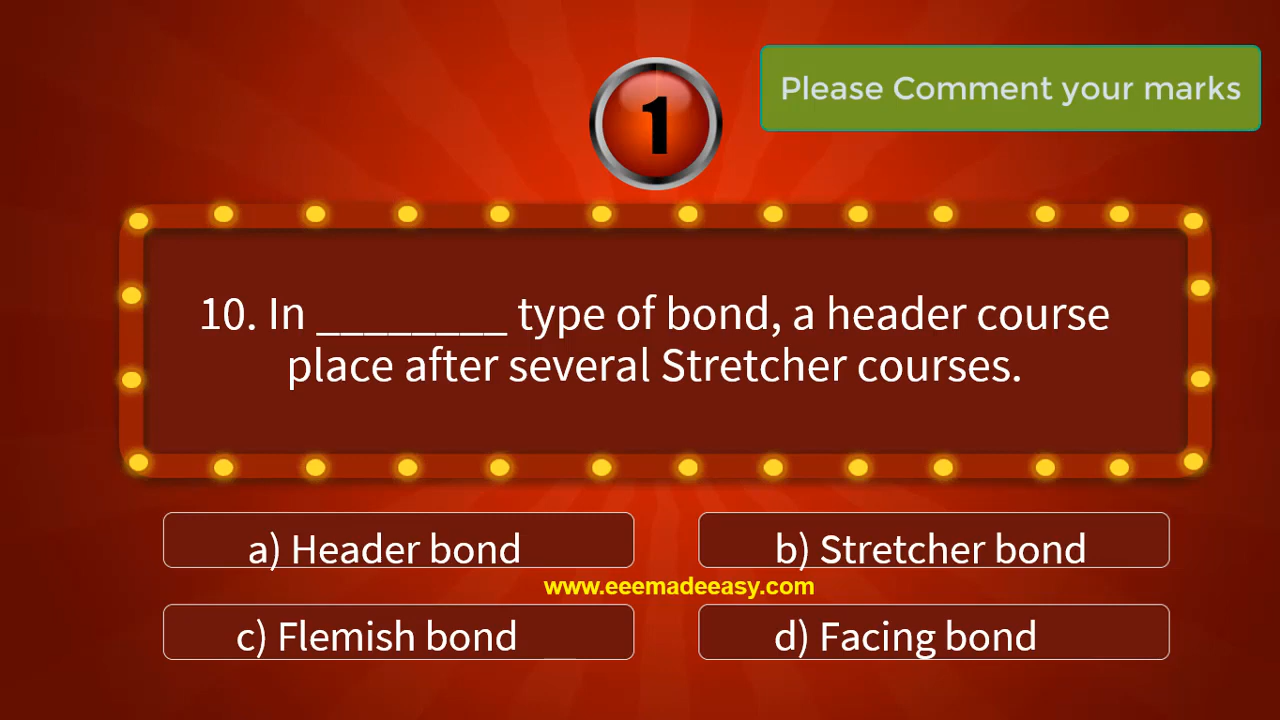 1
Please Comment your marks
10. In ________ type of bond, a header course
place after several Stretcher courses.
a) Header bond
b) Stretcher bond
www.eeemadeeasy.com
c) Flemish bond
d) Facing bond